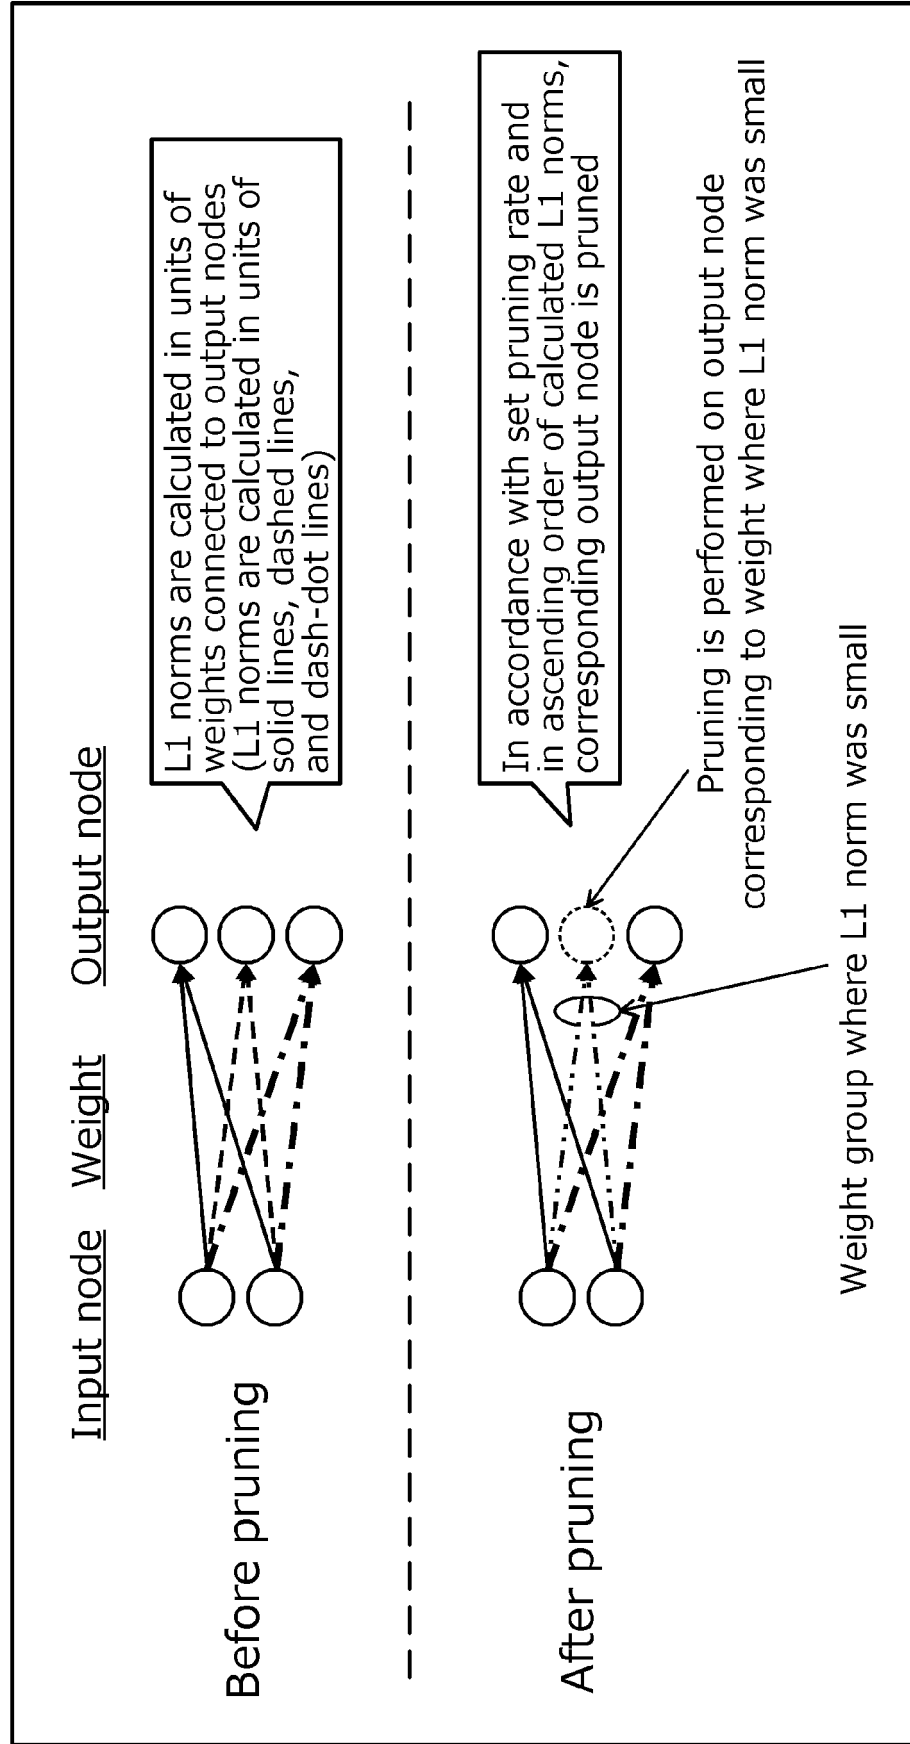 Input node Weight Output node
Before pruning
L1 norms are calculated in units of
weights connected to output nodes
(L1 norms are calculated in units of
solid lines, dashed lines,
and dash-dot lines)
After pruning
In accordance with set pruning rate and
in ascending order of calculated L1 norms,
corresponding output node is pruned
Pruning is performed on output node
corresponding to weight where L1 norm was small
Weight group where L1 norm was small